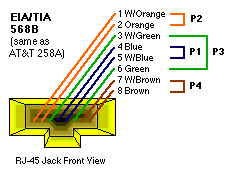 EIA/TIA
568B
(same as
AT&T 258A)
1 W/Orange
2 Orange
3 W/Green
4 Blue
5 W/Blue
6 Green
7 W/Brown
8 Brown
P2
P1
P3
P4
RJ-45 Jack Front View